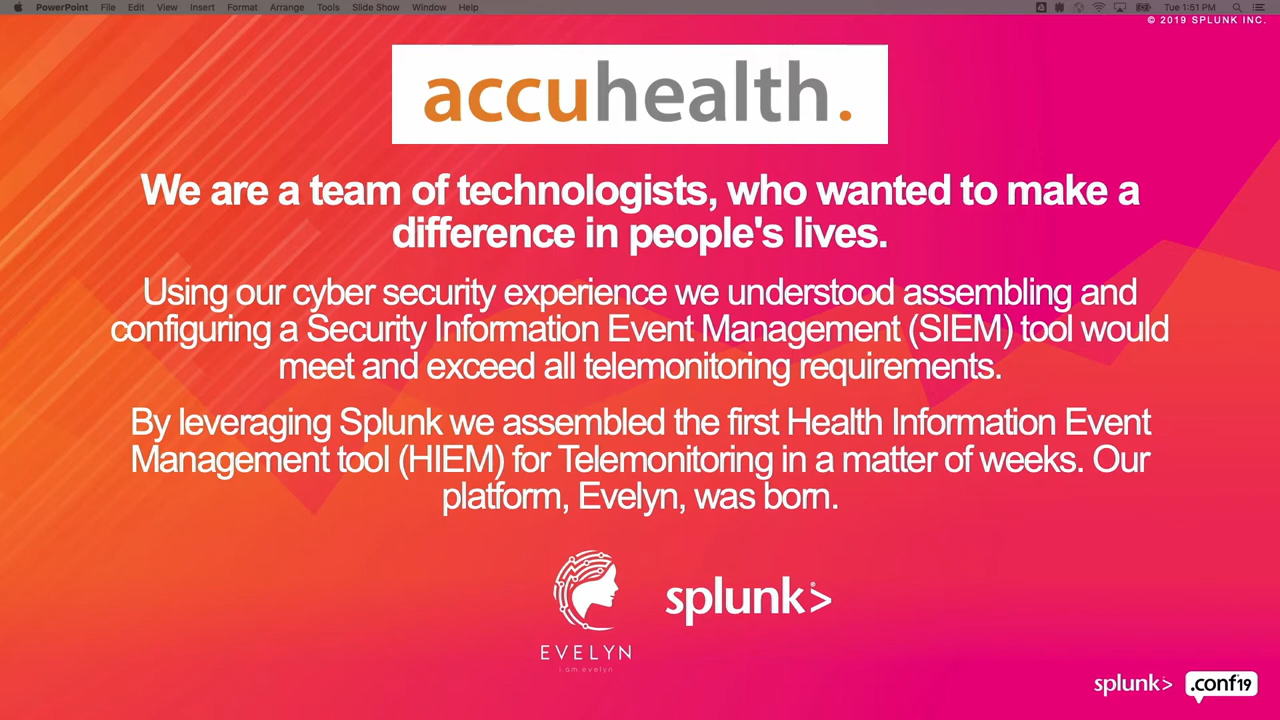 PowerPoint File Edit View Insert Format Arrange Tools Slide Show Window Help Tue 1:51 PM
© 2019 SPLUNK INC.
accuhealth.
We are a team of technologists, who wanted to make a
difference in people's lives.
Using our cyber security experience we understood assembling and
configuring a Security Information Event Management (SIEM) tool would
meet and exceed all telemonitoring requirements.
By leveraging Splunk we assembled the first Health Information Event
Management tool (HIEM) for Telemonitoring in a matter of weeks. Our
platform, Evelyn, was born.
splunk>
EVELYN
i am evelyn
splunk> .conf19